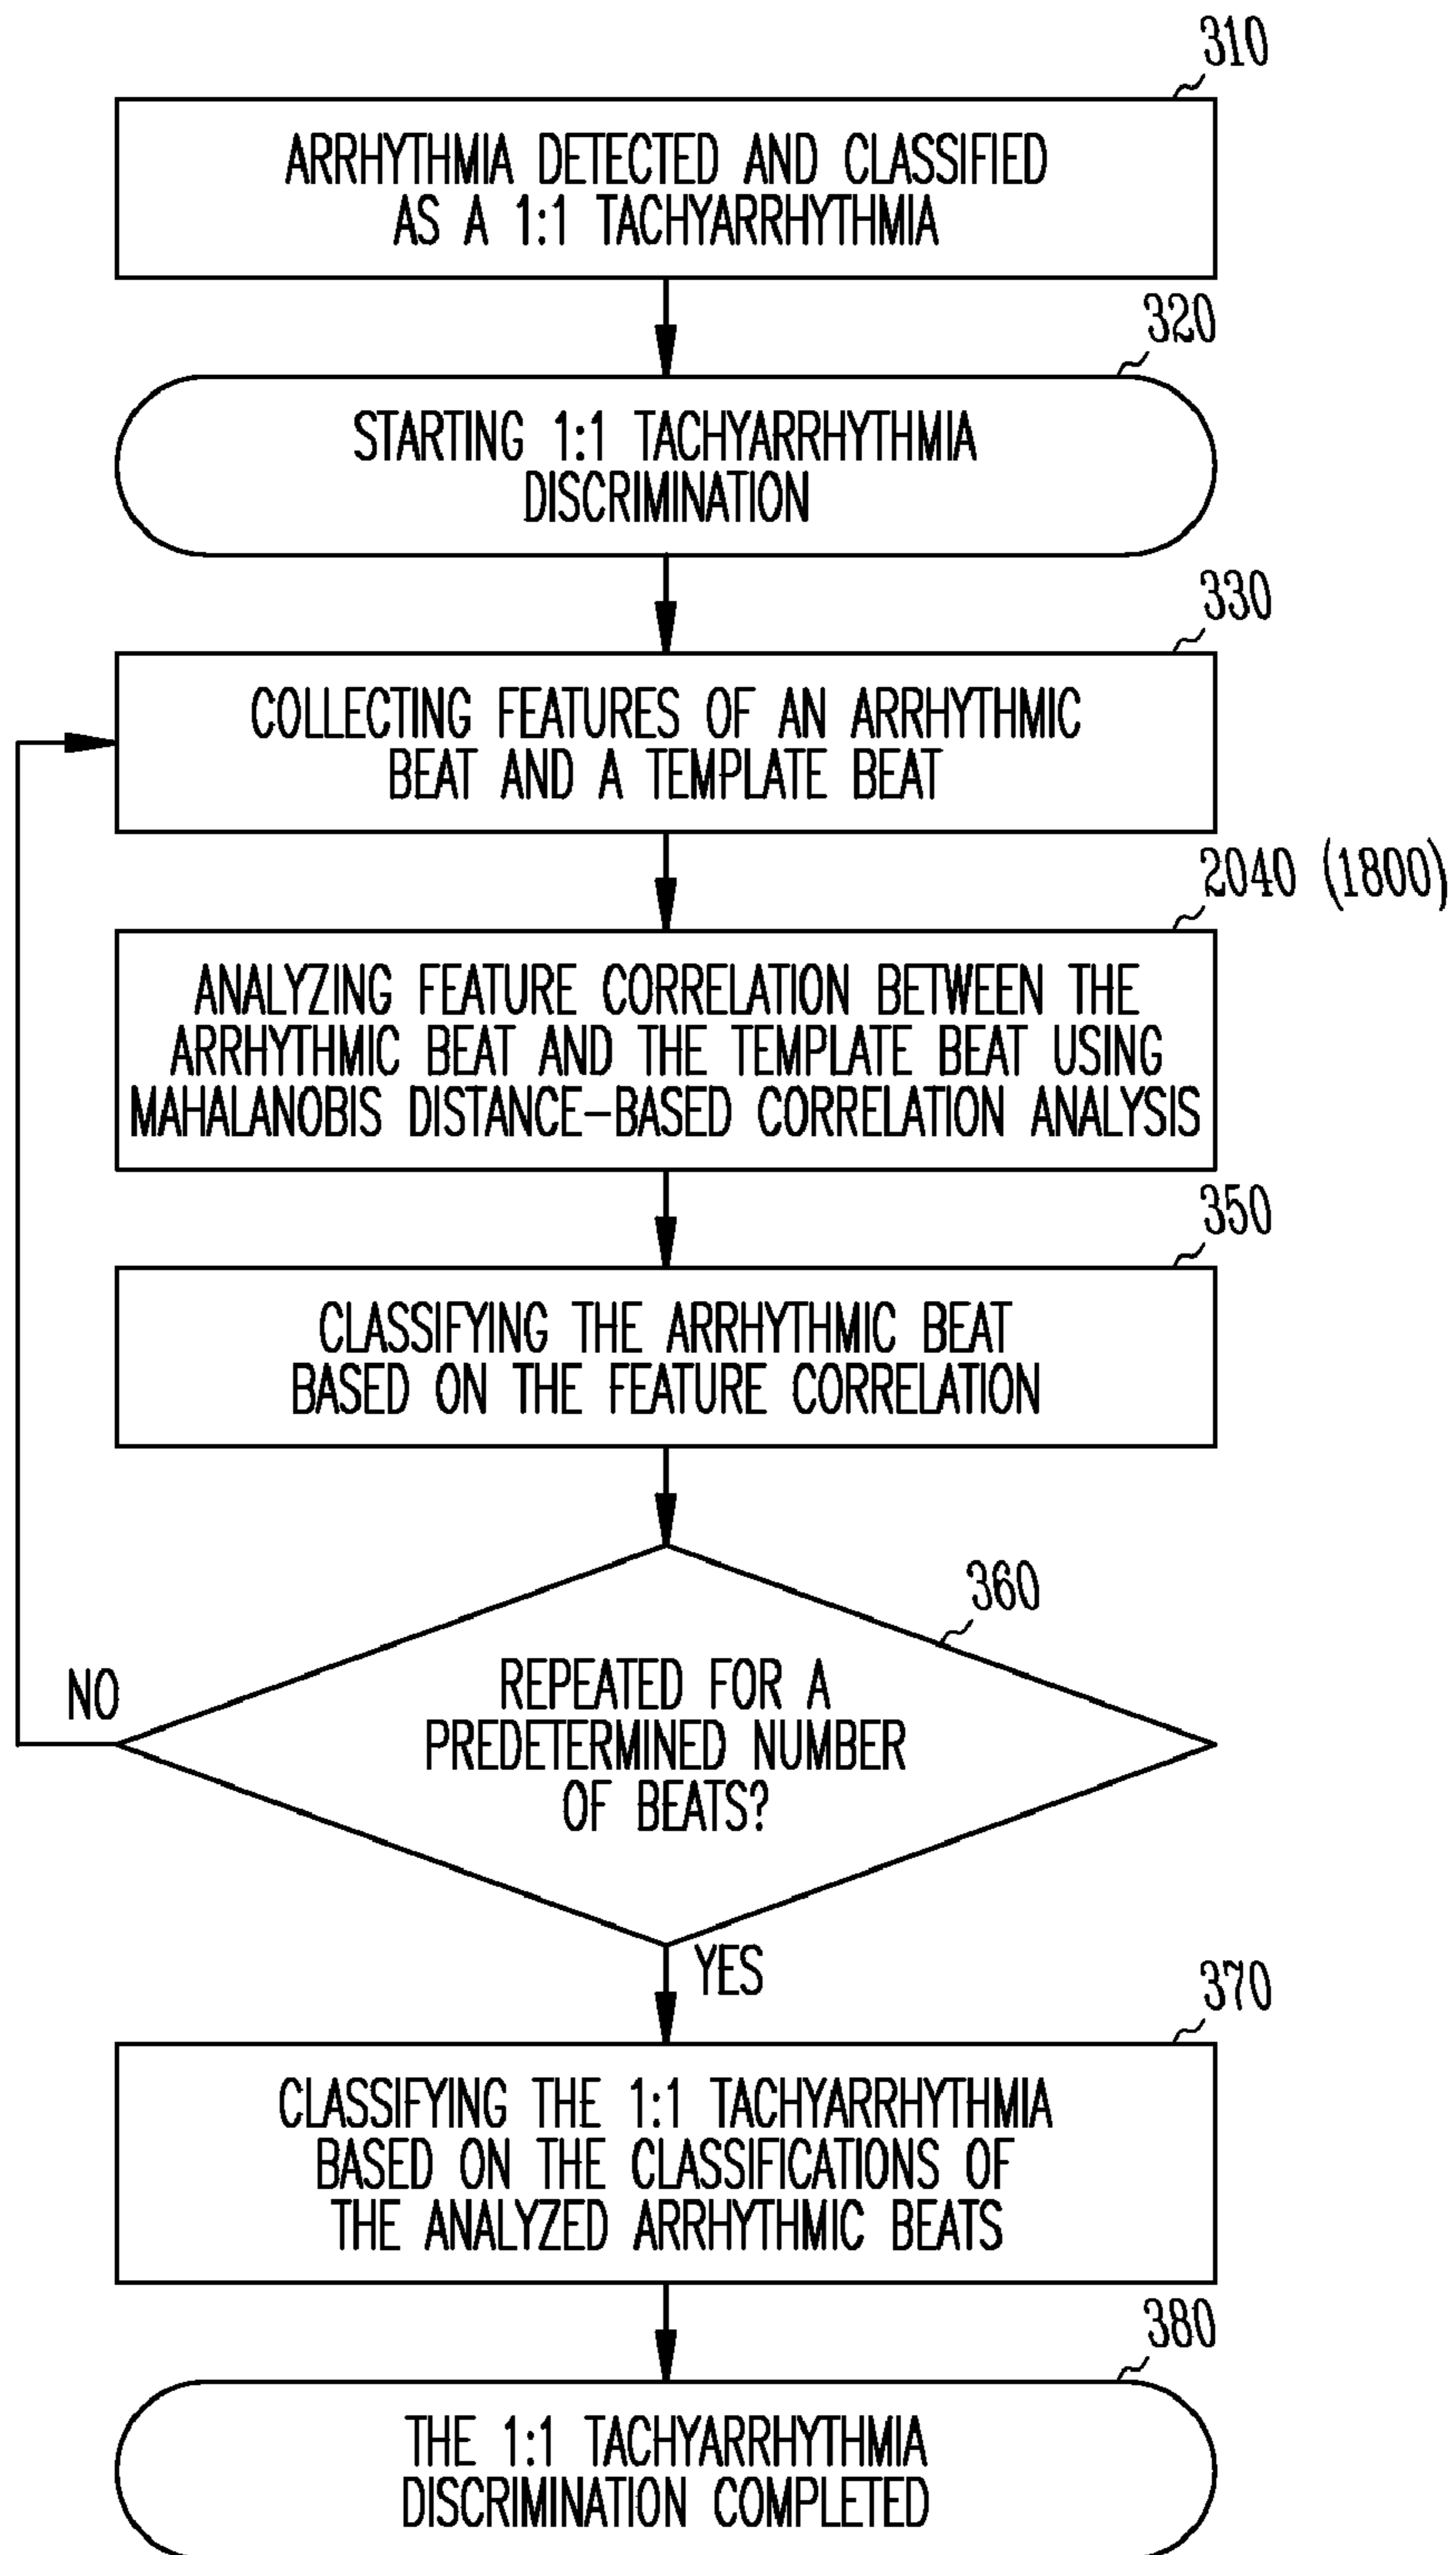 310
ARRHYTHMIA DETECTED AND CLASSIFIED
AS A 1:1 TACHYARRHYTHMIA
320
STARTING 1:1 TACHYARRHYTHMIA
DISCRIMINATION
330
COLLECTING FEATURES OF AN ARRHYTHMIC
BEAT AND A TEMPLATE BEAT
2040 (1800)
ANALYZING FEATURE CORRELATION BETWEEN THE
ARRHYTHMIC BEAT AND THE TEMPLATE BEAT USING
MAHALANOBIS DISTANCE-BASED CORRELATION ANALYSIS
350
CLASSIFYING THE ARRHYTHMIC BEAT
BASED ON THE FEATURE CORRELATION
360
REPEATED FOR A
PREDETERMINED NUMBER
OF BEATS?
NO
YES
370
CLASSIFYING THE 1:1 TACHYARRHYTHMIA
BASED ON THE CLASSIFICATIONS OF
THE ANALYZED ARRHYTHMIC BEATS
380
THE 1:1 TACHYARRHYTHMIA
DISCRIMINATION COMPLETED